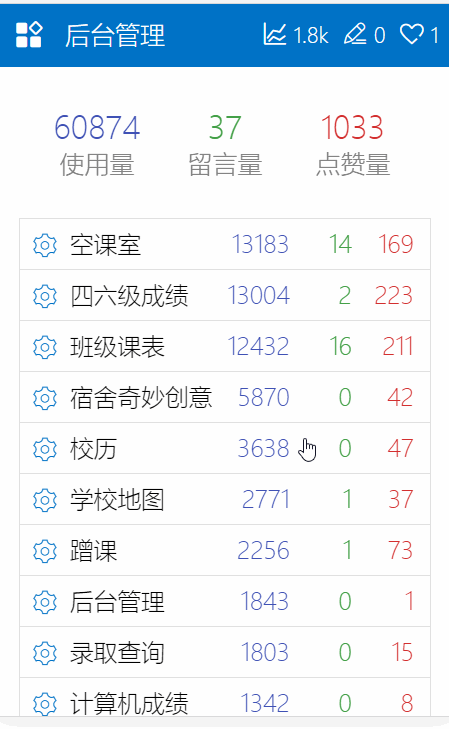 后台管理 1.8k 0 1
60874 37 1033
使用量 留言量 点赞量
空课室 13183 14 169
四六级成绩 13004 2 223
班级课表 12432 16 211
宿舍奇妙创意 5870 0 42
校历 3638 0 47
学校地图 2771 1 37
蹭课 2256 1 73
后台管理 1843 0 1
录取查询 1803 0 15
计算机成绩 1342 0 8